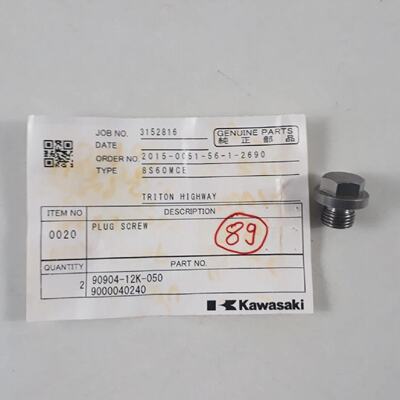 JOB NO. 3152816
GENUINE PARTS
純正部品
DATE
ORDER NO. 2015-0051-56-1-2690
TYPE 8S60MCE
TRITON HIGHWAY
ITEM NO DESCRIPTION
0020 PLUG SCREW
89
QUANTITY PART NO.
2 90904-12K-050
9000040240
Kawasaki